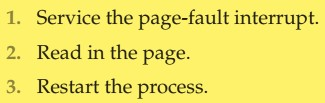 1. Service the page-fault interrupt.
2. Read in the page.
3. Restart the process.